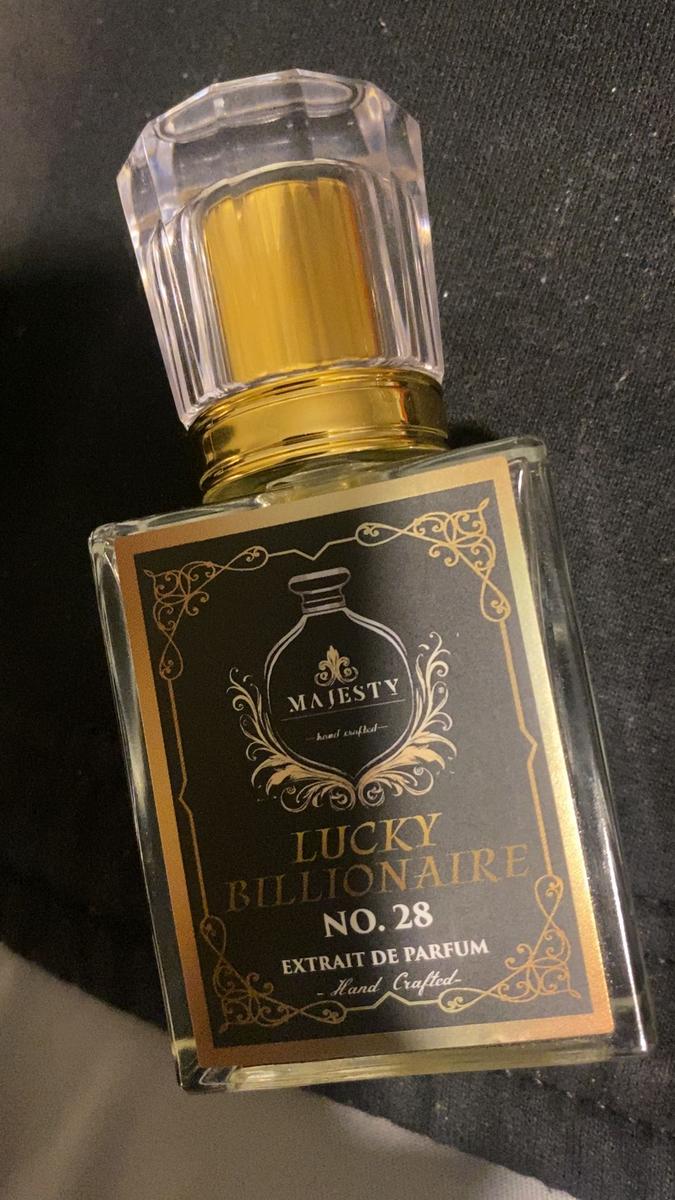 MAJESTY
—hand crafted—
LUCKY
BILLIONAIRE
NO. 28
EXTRAIT DE PARFUM
- Hand Crafted-